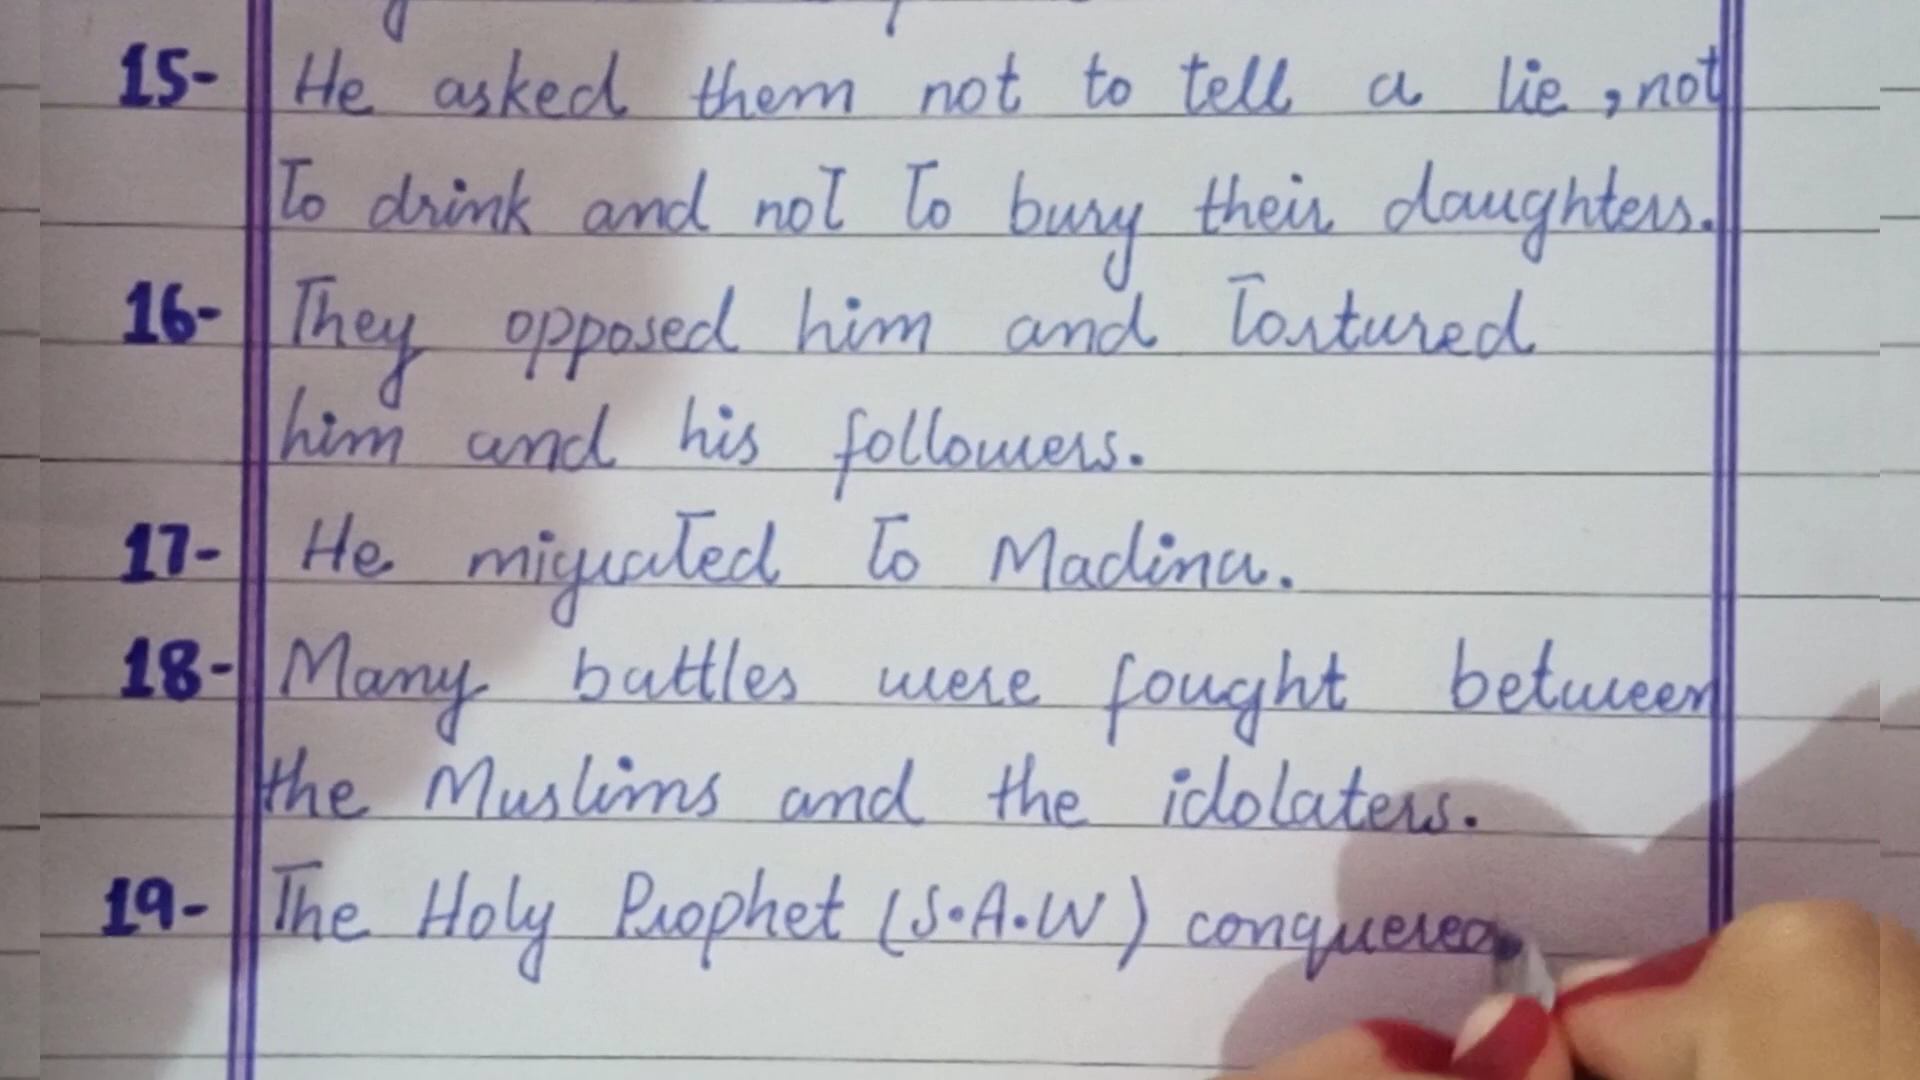 15- He asked them not to tell a lie, not
to drink and not to bury their daughters.
16- They opposed him and tortured
him and his followers.
17- He migrated to Madina.
18- Many battles were fought between
the Muslims and the idolaters.
19- The Holy Prophet (S.A.W) conquered